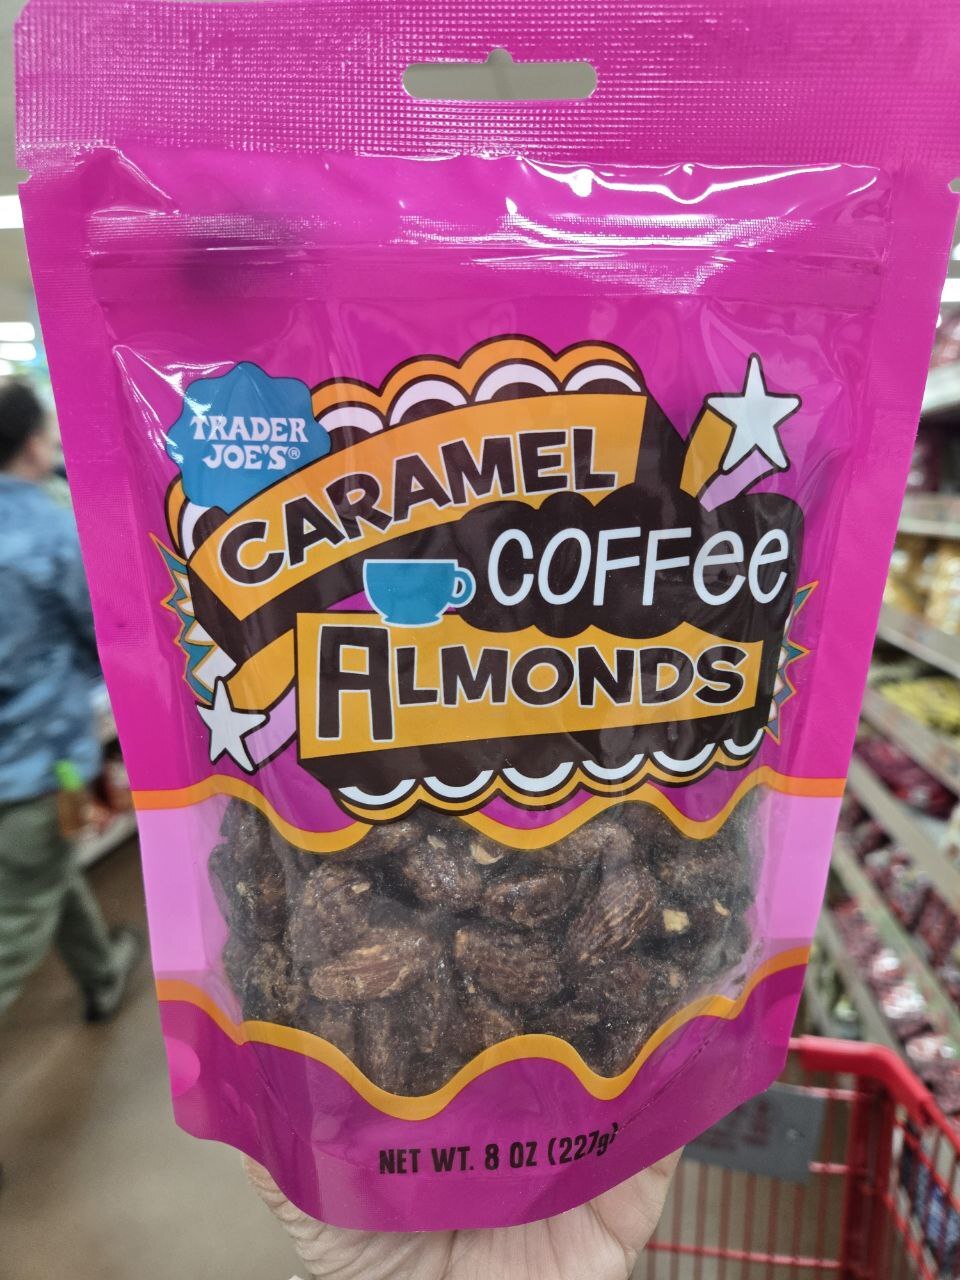 TRADER
JOE'S®
CARAMEL
COFFee
ALMONDS
NET WT. 8 OZ (227g)